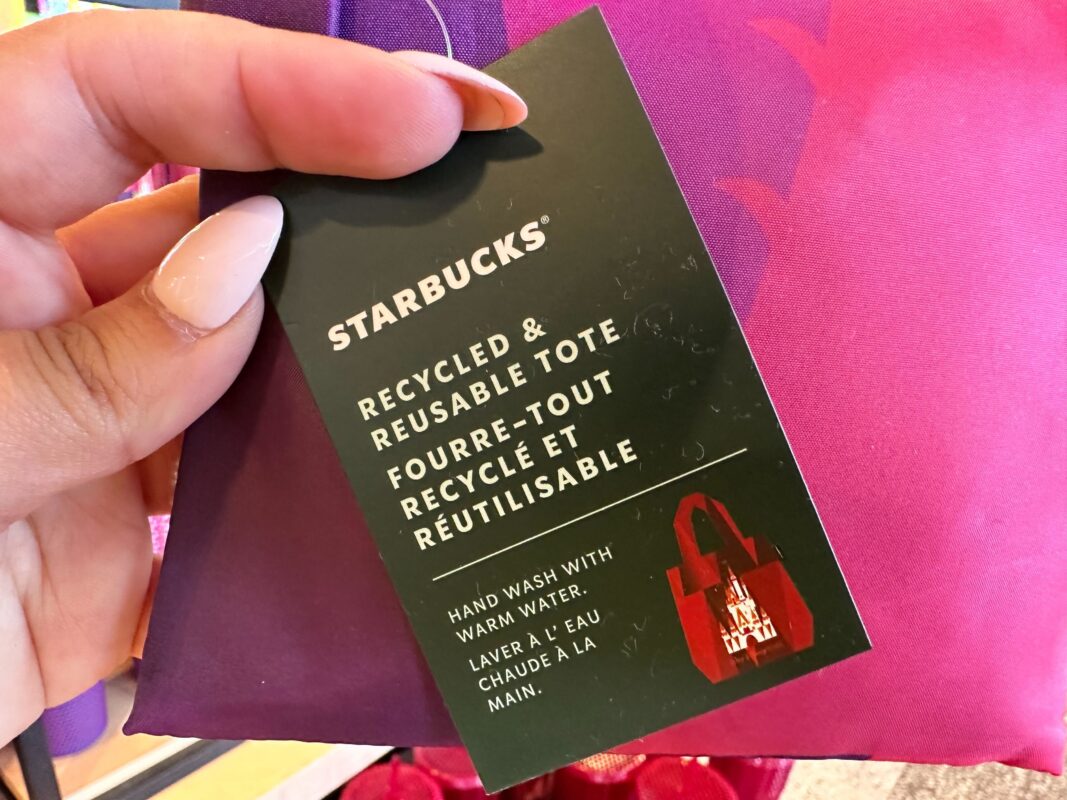 STARBUCKS®
RECYCLED &
REUSABLE TOTE
FOURRE-TOUT
RECYCLÉ ET
RÉUTILISABLE
HAND WASH WITH
WARM WATER.
LAVER À L' EAU
CHAUDE À LA
MAIN.